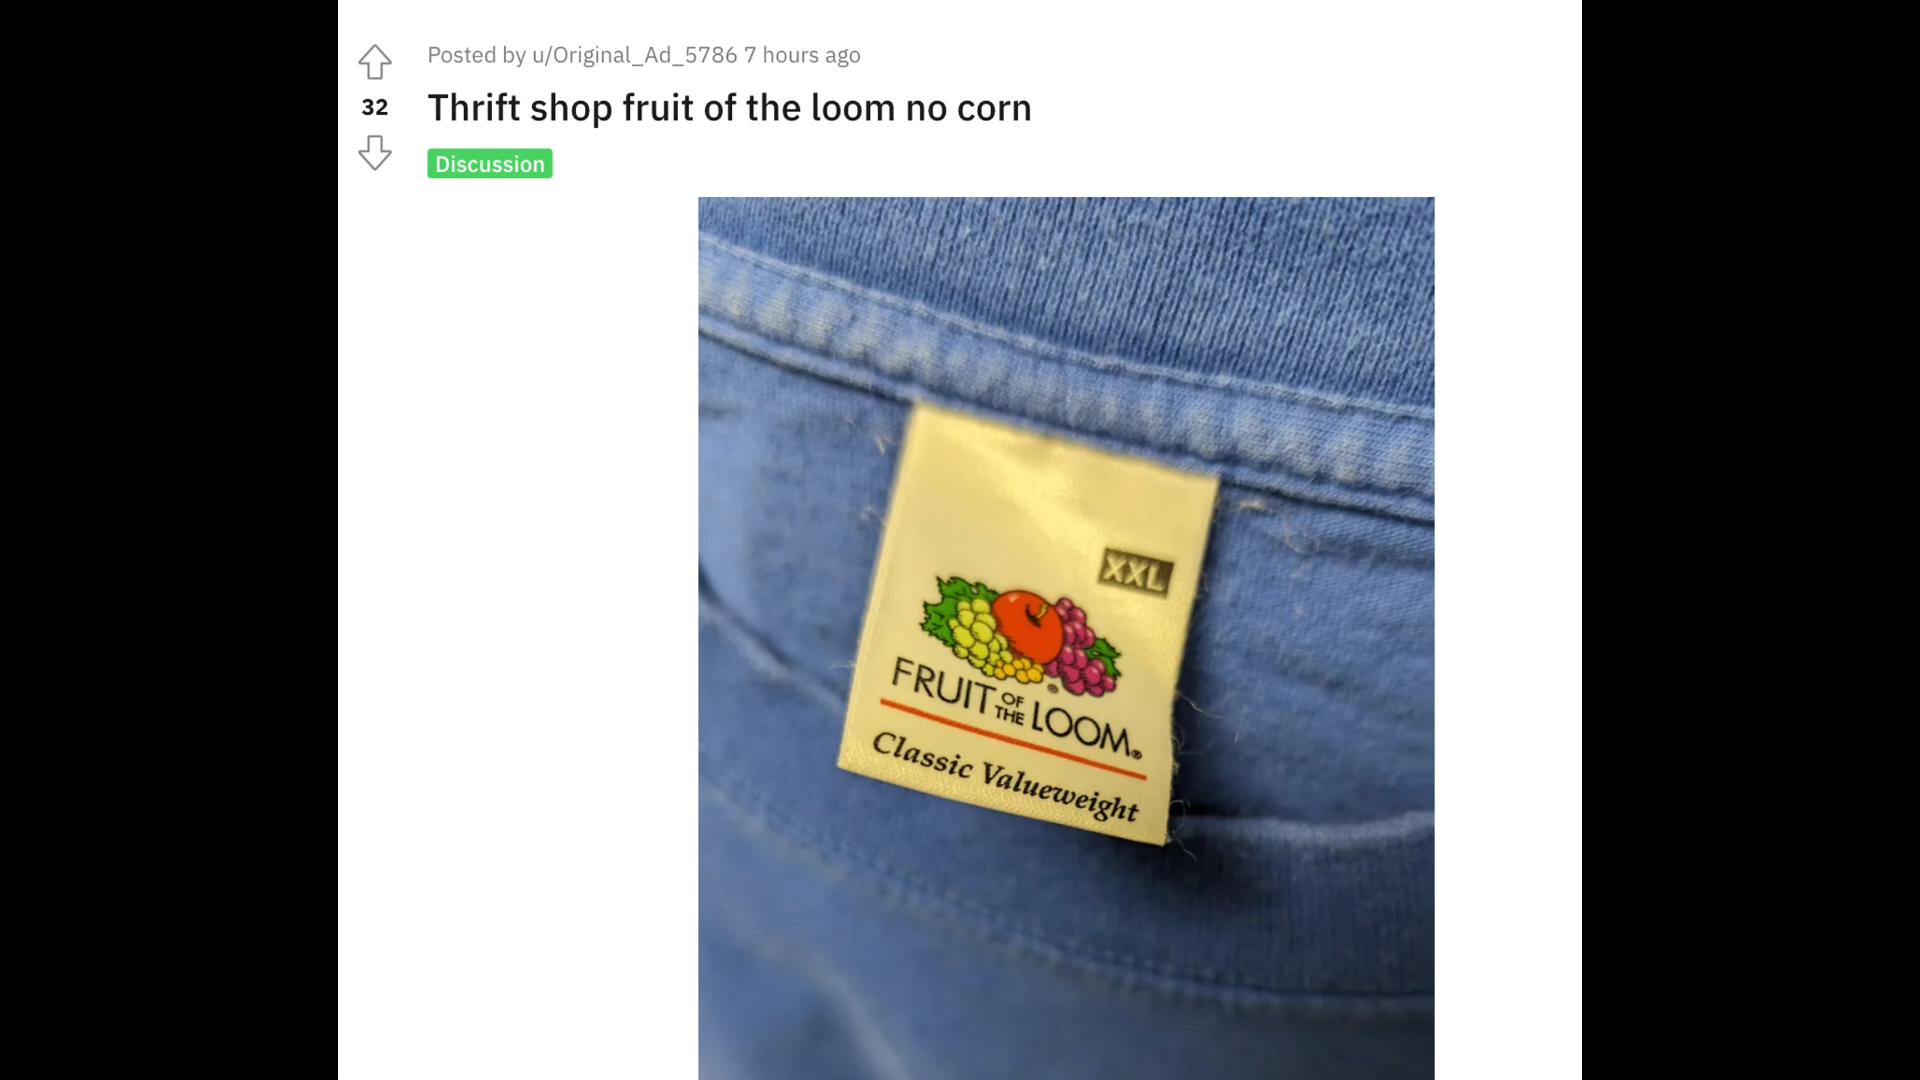 Posted by u/Original_Ad_5786 7 hours ago
32
Thrift shop fruit of the loom no corn
Discussion
XXL
FRUIT OF THE LOOM®
Classic Valueweight